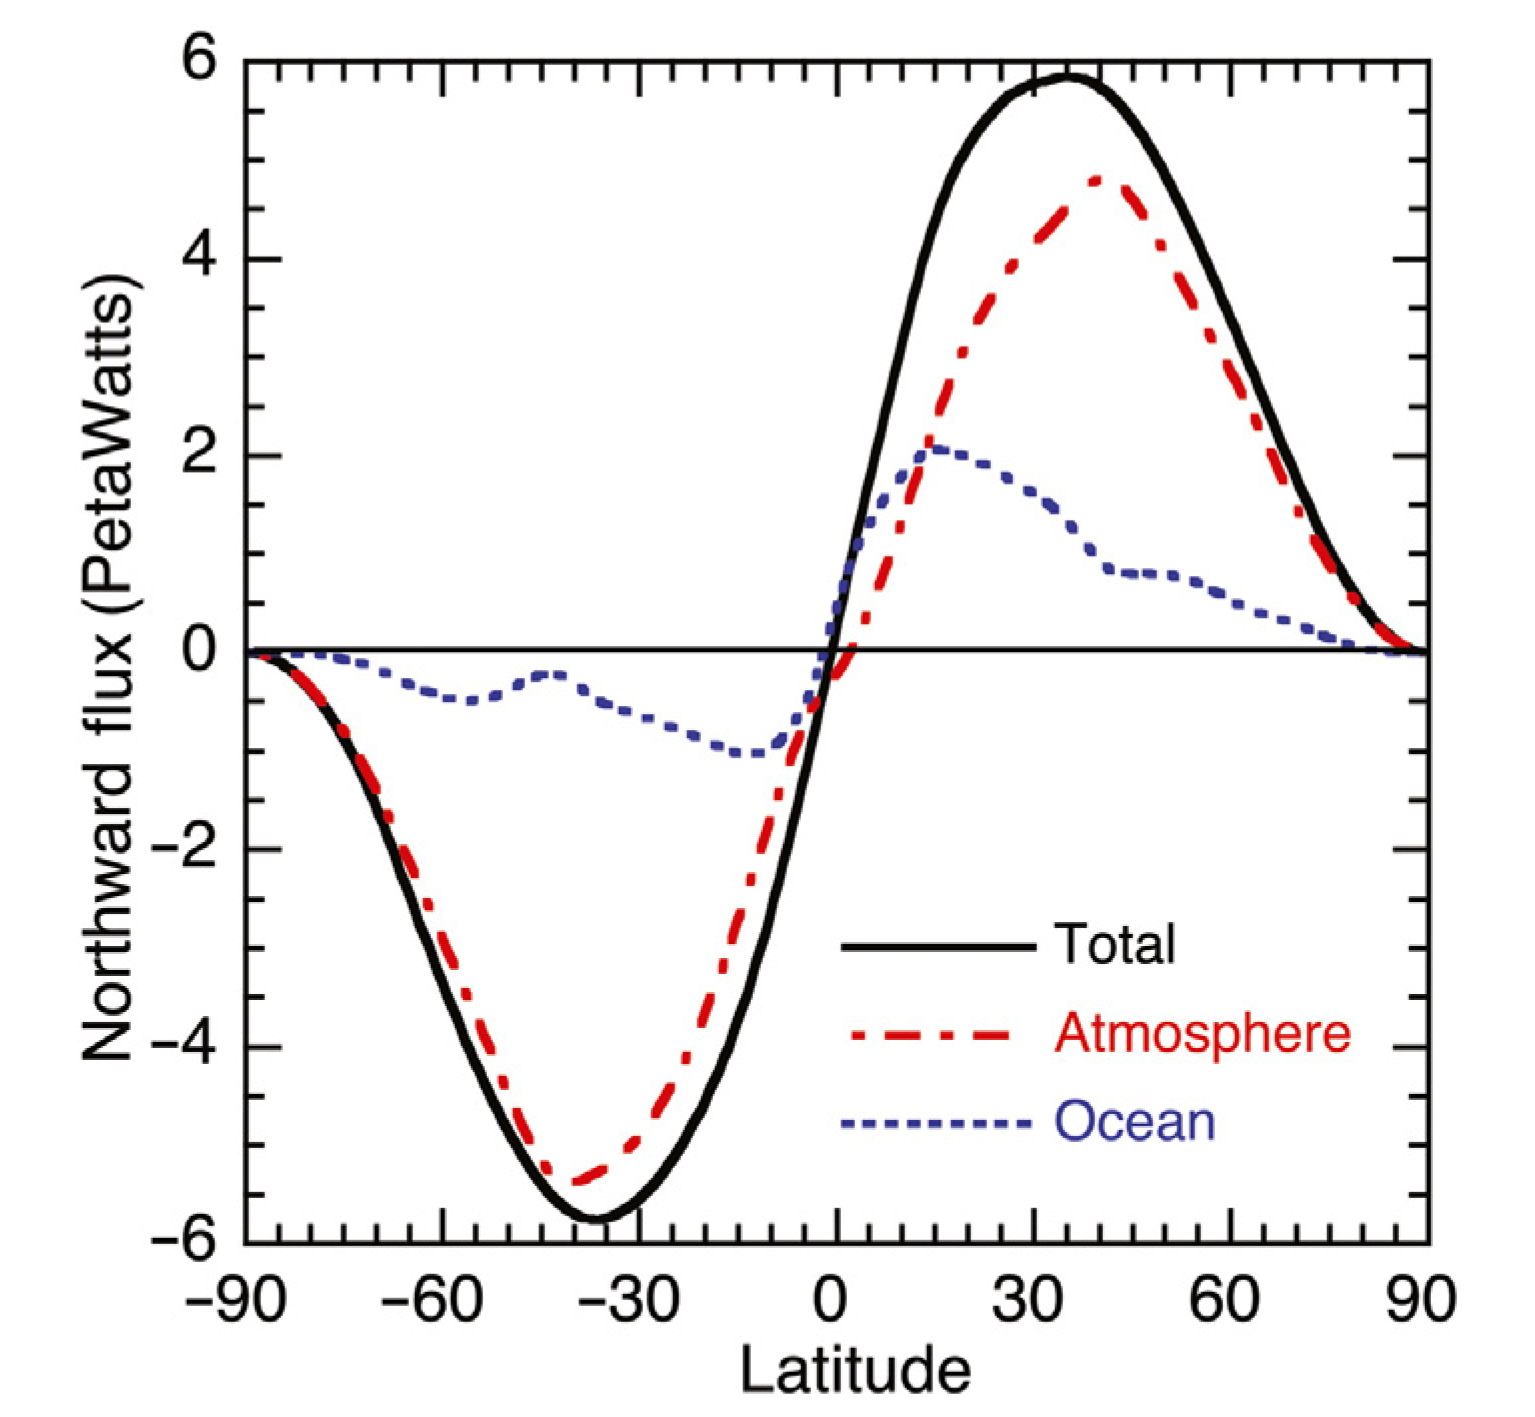 Northward flux (PetaWatts)
6
4
2
0
−2
−4
−6
Total
Atmosphere
Ocean
−90 −60 −30 0 30 60 90
Latitude